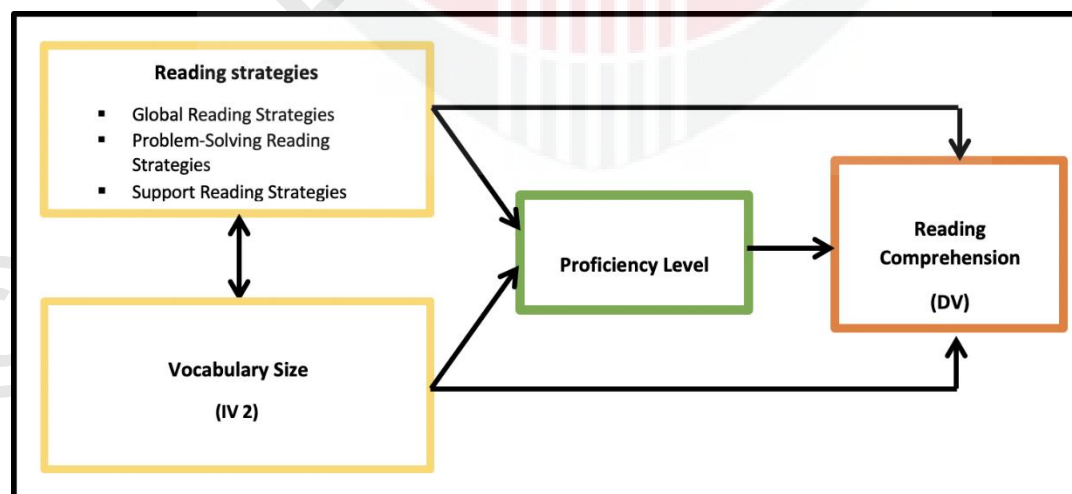 Reading strategies
▪ Global Reading Strategies
▪ Problem-Solving Reading
Strategies
▪ Support Reading Strategies
Proficiency Level
Reading
Comprehension
(DV)
Vocabulary Size
(IV 2)